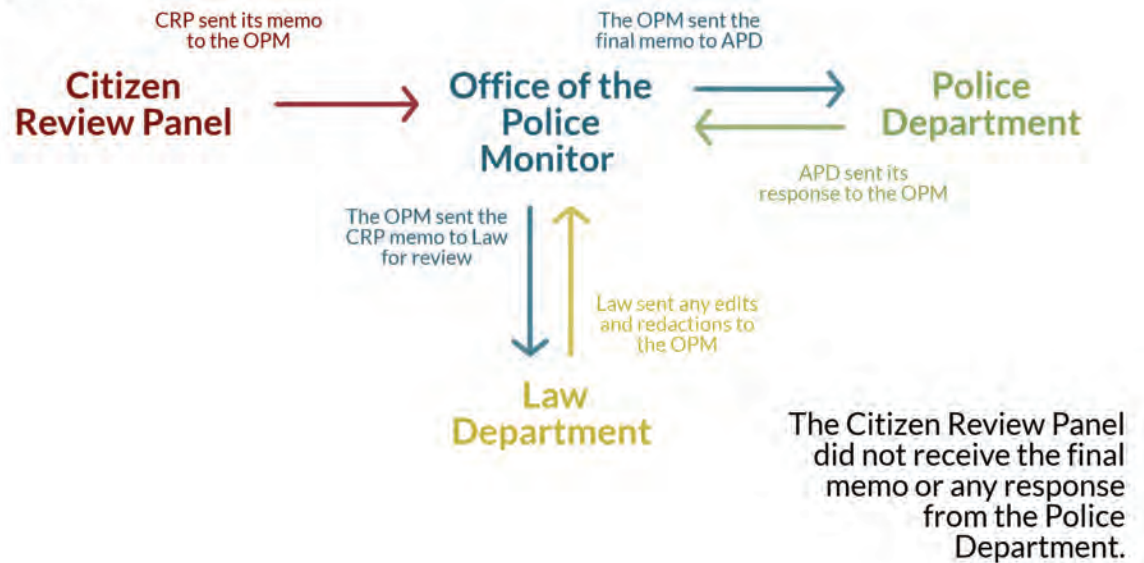 CRP sent its memo
to the OPM
The OPM sent the
final memo to APD
Citizen
Review Panel
Office of the
Police
Monitor
Police
Department
APD sent its
response to the OPM
The OPM sent the
CRP memo to Law
for review
Law sent any edits
and redactions to
the OPM
Law
Department
The Citizen Review Panel
did not receive the final
memo or any response
from the Police
Department.